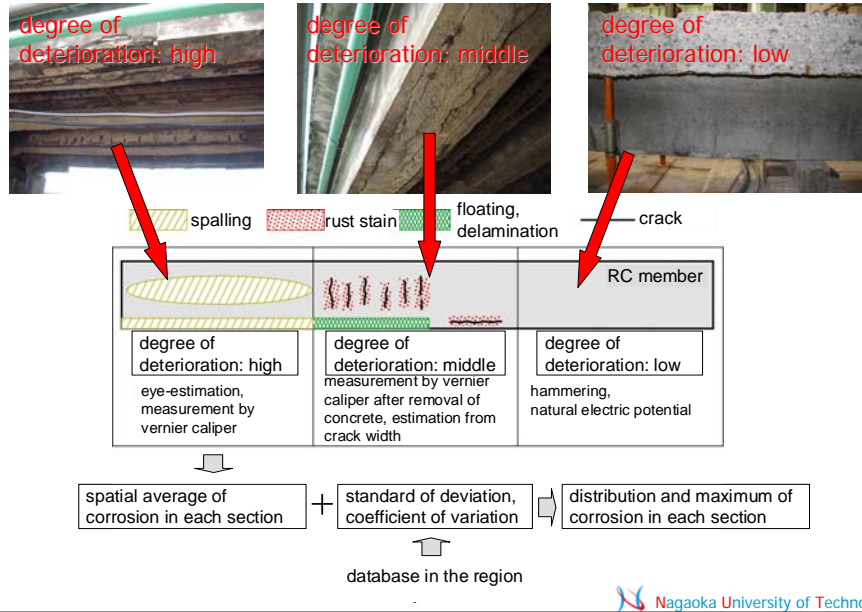 degree of
deterioration: high
degree of
deterioration: middle
degree of
deterioration: low
spalling
rust stain
floating,
delamination
crack
RC member
degree of
deterioration: high
degree of
deterioration: middle
degree of
deterioration: low
eye-estimation,
measurement by
vernier caliper
measurement by vernier
caliper after removal of
concrete, estimation from
crack width
hammering,
natural electric potential
spatial average of
corrosion in each section
+
standard of deviation,
coefficient of variation
distribution and maximum of
corrosion in each section
database in the region
-
Nagaoka University of Techno